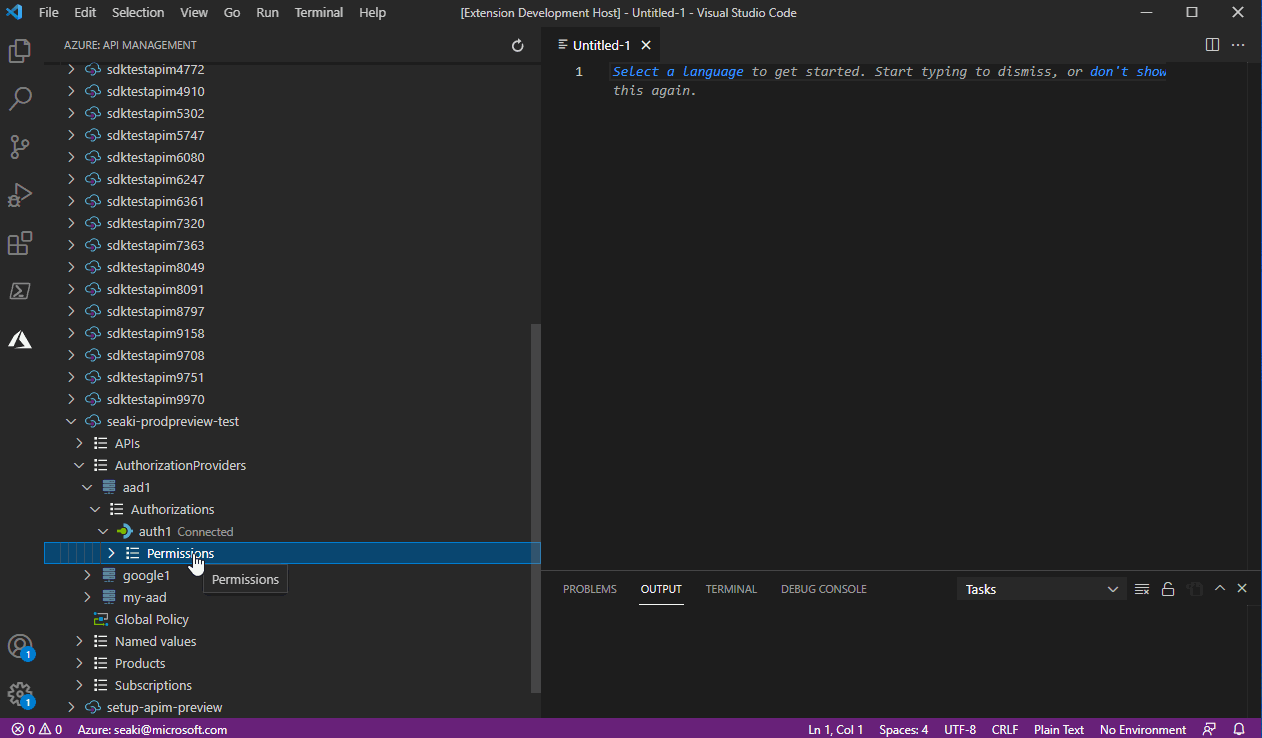 File Edit Selection View Go Run Terminal Help [Extension Development Host] - Untitled-1 - Visual Studio Code
AZURE: API MANAGEMENT
sdktestapim4772
sdktestapim4910
sdktestapim5302
sdktestapim5747
sdktestapim6080
sdktestapim6247
sdktestapim6361
sdktestapim7320
sdktestapim7363
sdktestapim8049
sdktestapim8091
sdktestapim8797
sdktestapim9158
sdktestapim9708
sdktestapim9751
sdktestapim9970
seaki-prodpreview-test
APIs
AuthorizationProviders
aad1
Authorizations
auth1 Connected
Permissions
Permissions
google1
my-aad
Global Policy
Named values
Products
Subscriptions
setup-apim-preview
Untitled-1
1 Select a language to get started. Start typing to dismiss, or don't show
this again.
PROBLEMS OUTPUT TERMINAL DEBUG CONSOLE Tasks
1
1
0 0 Azure: seaki@microsoft.com Ln 1, Col 1 Spaces: 4 UTF-8 CRLF Plain Text No Environment